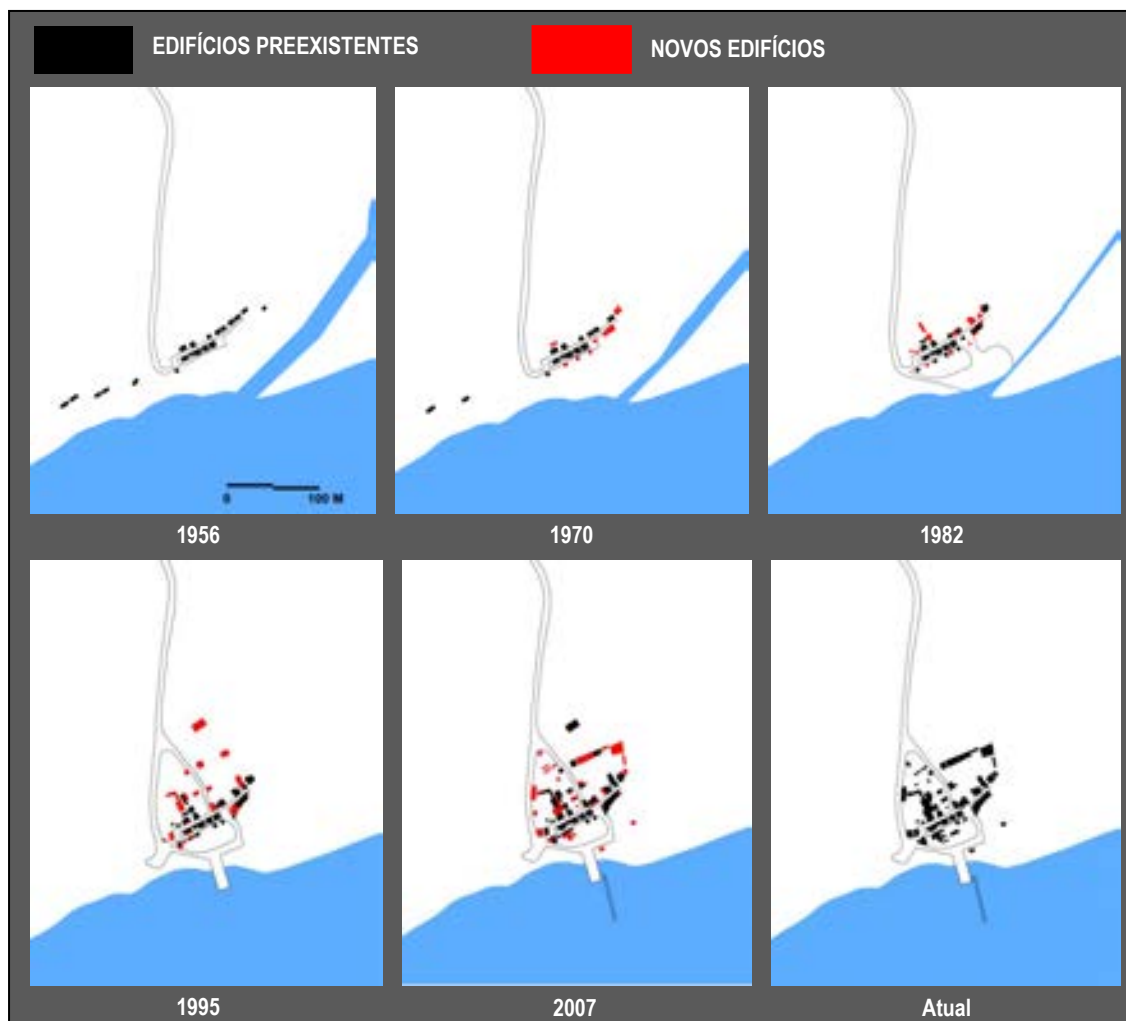 EDIFÍCIOS PREEXISTENTES
NOVOS EDIFÍCIOS
0 100 M
1956
1970
1982
1995
2007
Atual